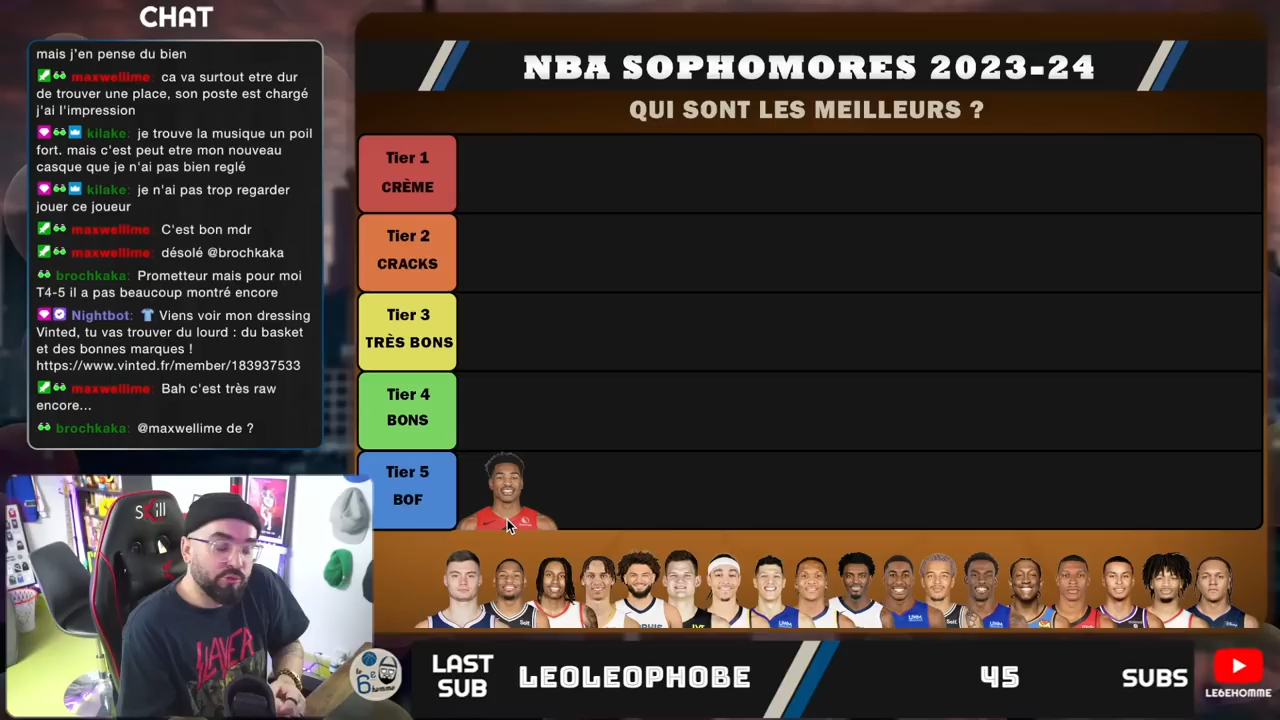 CHAT
mais j'en pense du bien
maxwellime: ca va surtout etre dur
de trouver une place, son poste est chargé
j'ai l'impression
kilake: je trouve la musique un poil
fort. mais c'est peut etre mon nouveau
casque que je n'ai pas bien reglé
kilake: je n'ai pas trop regarder
jouer ce joueur
maxwellime: C'est bon mdr
maxwellime: désolé @brochkaka
brochkaka: Prometteur mais pour moi
T4-5 il a pas beaucoup montré encore
Nightbot: 👕 Viens voir mon dressing
Vinted, tu vas trouver du lourd : du basket
et des bonnes marques !
https://www.vinted.fr/member/183937533
maxwellime: Bah c'est très raw
encore...
brochkaka: @maxwellime de ?
NBA SOPHOMORES 2023-24
QUI SONT LES MEILLEURS ?
Tier 1
CRÈME
Tier 2
CRACKS
Tier 3
TRÈS BONS
Tier 4
BONS
Tier 5
BOF
Skill
SLAYER
le
6e
homme
LAST
SUB
LEOLEOPHOBE
45
SUBS
LE6EHOMME